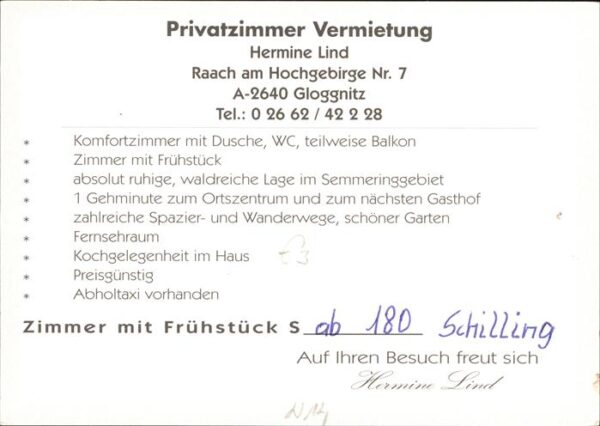 Privatzimmer Vermietung
Hermine Lind
Raach am Hochgebirge Nr. 7
A-2640 Gloggnitz
Tel.: 0 26 62 / 42 2 28
* Komfortzimmer mit Dusche, WC, teilweise Balkon
* Zimmer mit Frühstück
* absolut ruhige, waldreiche Lage im Semmeringgebiet
* 1 Gehminute zum Ortszentrum und zum nächsten Gasthof
* zahlreiche Spazier- und Wanderwege, schöner Garten
* Fernsehraum
* Kochgelegenheit im Haus
* Preisgünstig
* Abholtaxi vorhanden
Zimmer mit Frühstück S ab 180 Schilling
Auf Ihren Besuch freut sich
Hermine Lind